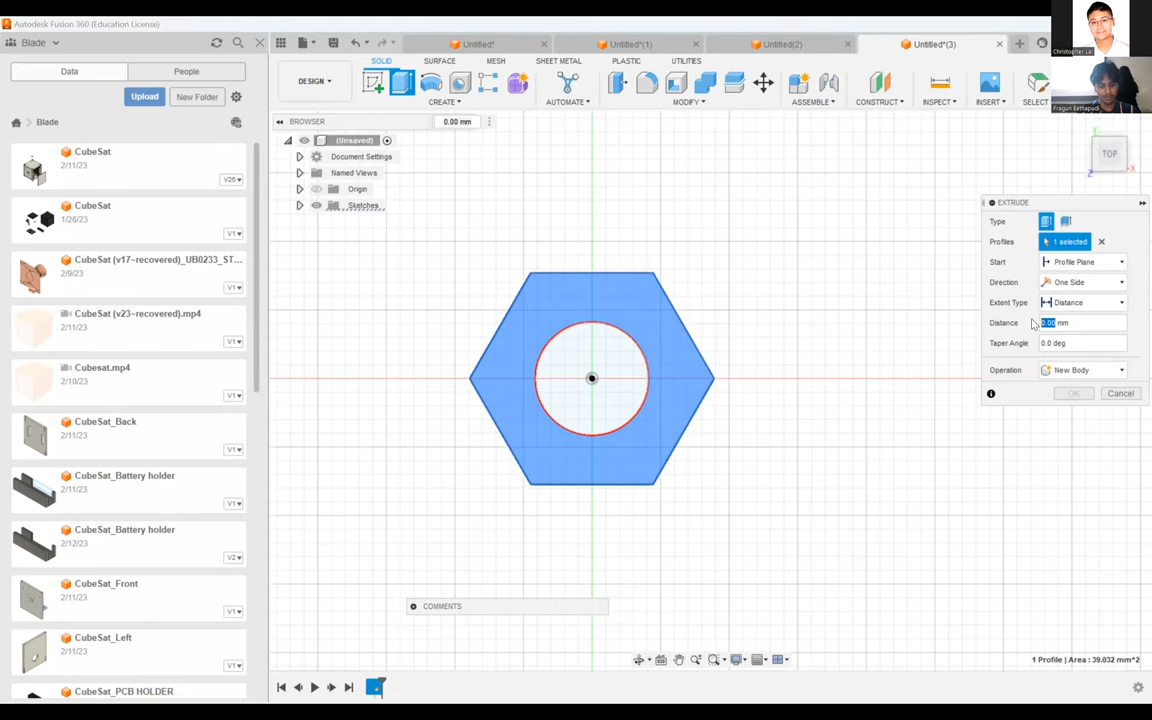 Autodesk Fusion 360 (Education License)
Christopher Lai
Pragun Bethapudi
Blade
Untitled*
Untitled*(1)
Untitled(2)
Untitled*(3)
Data
People
Upload
New Folder
Blade
DESIGN
SOLID
SURFACE
MESH
SHEET METAL
PLASTIC
UTILITIES
CREATE
AUTOMATE
MODIFY
ASSEMBLE
CONSTRUCT
INSPECT
INSERT
SELECT
BROWSER
0.00 mm
(Unsaved)
Document Settings
Named Views
Origin
Sketches
CubeSat
2/11/23
V26
CubeSat
1/26/23
V1
CubeSat (v17~recovered)_UB0233_ST...
2/9/23
V1
CubeSat (v23~recovered).mp4
2/11/23
V1
Cubesat.mp4
2/10/23
V1
CubeSat_Back
2/11/23
V1
CubeSat_Battery holder
2/11/23
V1
CubeSat_Battery holder
2/12/23
V2
CubeSat_Front
2/11/23
V1
CubeSat_Left
2/11/23
V1
CubeSat_PCB HOLDER
TOP
Y
X
Z
EXTRUDE
Type
Profiles
1 selected
Start
Profile Plane
Direction
One Side
Extent Type
Distance
Distance
0.00 mm
Taper Angle
0.0 deg
Operation
New Body
OK
Cancel
COMMENTS
1 Profile | Area : 39.032 mm^2